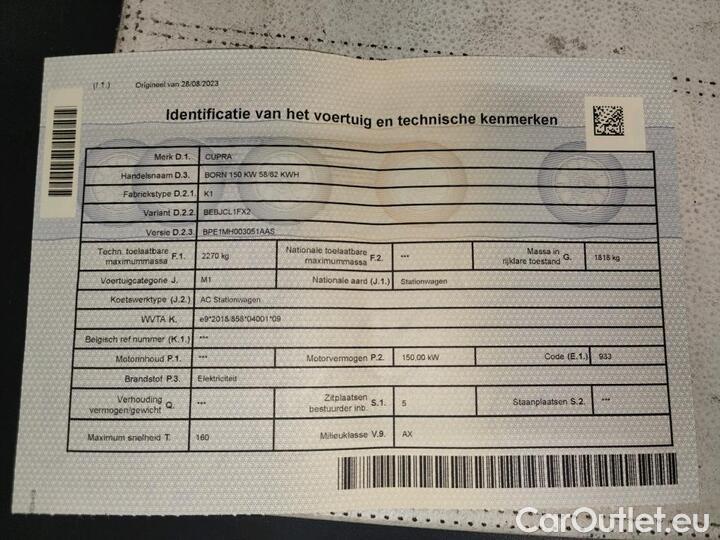 (I 1.) Origineel van 28/08/2023
Identificatie van het voertuig en technische kenmerken
Merk D.1. CUPRA
Handelsnaam D.3. BORN 150 KW 58/62 KWH
Fabriekstype D.2.1. K1
Variant D.2.2. BEBJCL1FX2
Versie D.2.3. BPE1MH003051AAS
Techn. toelaatbare maximummassa F.1. 2270 kg Nationale toelaatbare maximummassa F.2. *** Massa in rijklare toestand G. 1818 kg
Voertuigcategorie J. M1 Nationale aard (J.1.) Stationwagen
Koetswerktype (J.2.) AC Stationwagen
WVTA K. e9*2018/858*04001*09
Belgisch ref nummer (K.1.) ***
Motorinhoud P.1. *** Motorvermogen P.2. 150,00 kW Code (E.1.) 933
Brandstof P.3. Elektriciteit
Verhouding vermogen/gewicht Q. *** Zitplaatsen bestuurder inb. S.1. 5 Staanplaatsen S.2. ***
Maximum snelheid T. 160 Milieuklasse V.9. AX
CarOutlet.eu